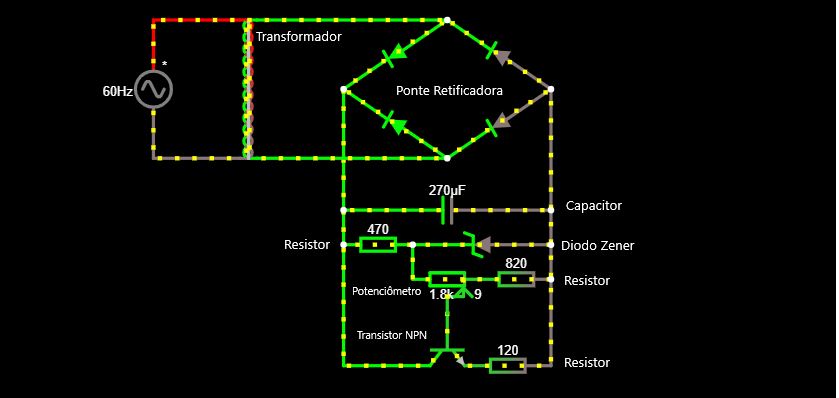 Transformador
*
60Hz
Ponte Retificadora
270µF
Capacitor
470
Resistor
Diodo Zener
820
Resistor
Potenciômetro
1.8k
9
Transistor NPN
120
Resistor